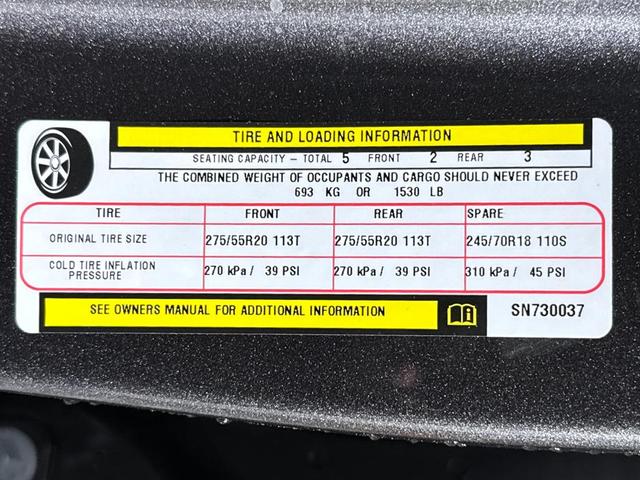 TIRE AND LOADING INFORMATION
SEATING CAPACITY – TOTAL 5 FRONT 2 REAR 3
THE COMBINED WEIGHT OF OCCUPANTS AND CARGO SHOULD NEVER EXCEED
693 KG OR 1530 LB
TIRE FRONT REAR SPARE
ORIGINAL TIRE SIZE 275/55R20 113T 275/55R20 113T 245/70R18 110S
COLD TIRE INFLATION PRESSURE 270 kPa/ 39 PSI 270 kPa/ 39 PSI 310 kPa/ 45 PSI
SEE OWNERS MANUAL FOR ADDITIONAL INFORMATION SN730037